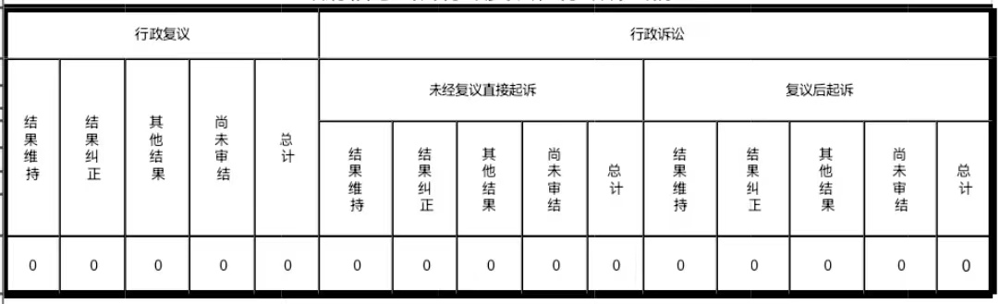 行政复议 行政诉讼
未经复议直接起诉 复议后起诉
结果维持 结果纠正 其他结果 尚未审结 总计 结果维持 结果纠正 其他结果 尚未审结 总计 结果维持 结果纠正 其他结果 尚未审结 总计
0 0 0 0 0 0 0 0 0 0 0 0 0 0 0